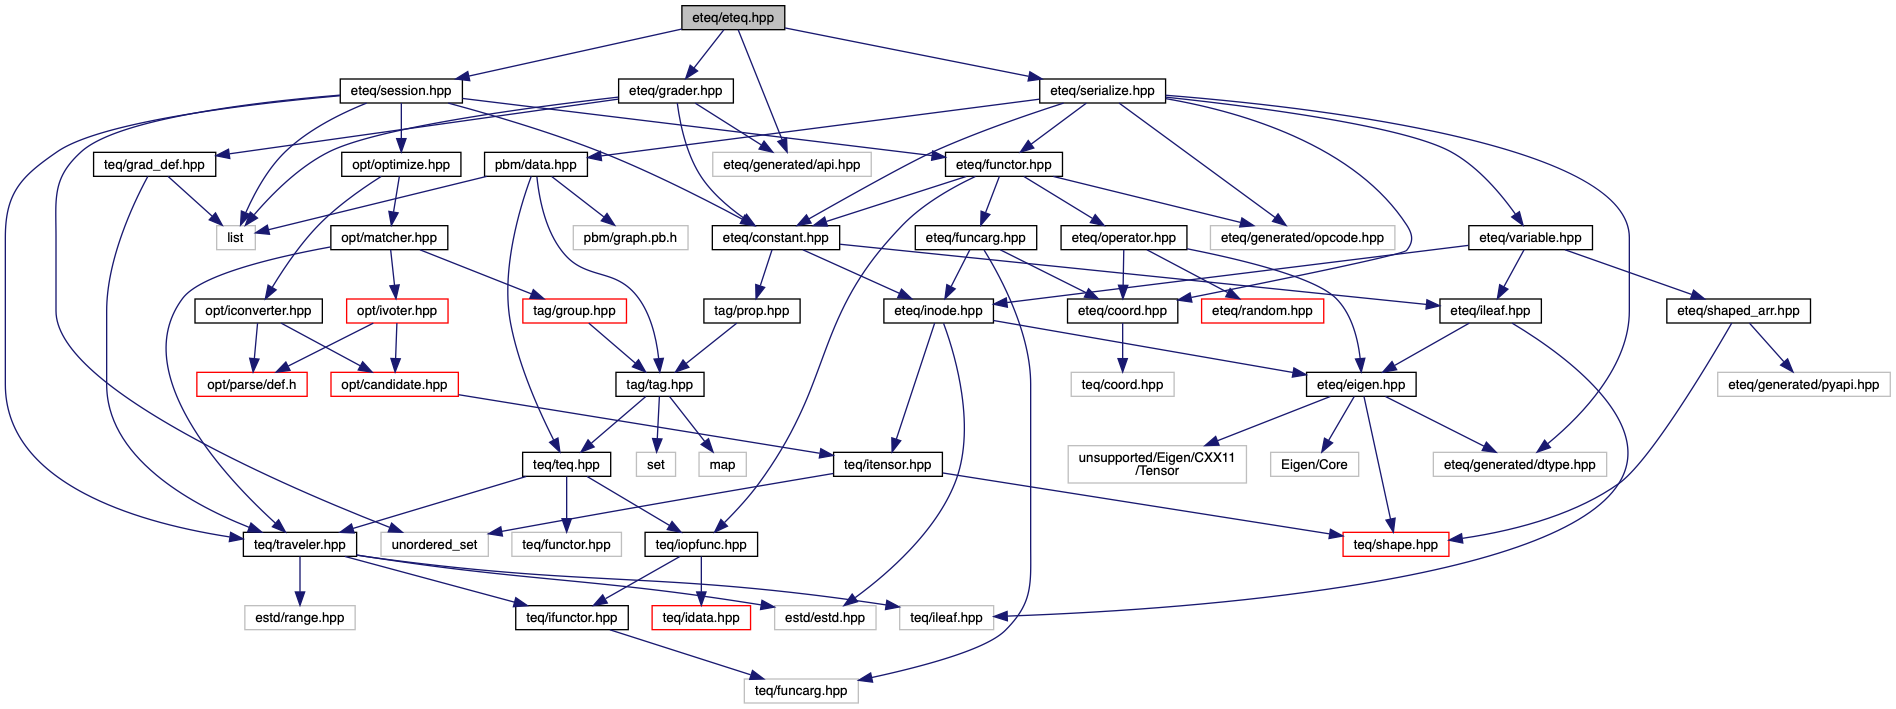 eteq/eteq.hpp
eteq/session.hpp
eteq/grader.hpp
eteq/serialize.hpp
teq/grad_def.hpp
opt/optimize.hpp
pbm/data.hpp
eteq/generated/api.hpp
eteq/functor.hpp
list
opt/matcher.hpp
pbm/graph.pb.h
eteq/constant.hpp
eteq/funcarg.hpp
eteq/operator.hpp
eteq/generated/opcode.hpp
eteq/variable.hpp
opt/iconverter.hpp
opt/ivoter.hpp
tag/group.hpp
tag/prop.hpp
eteq/inode.hpp
eteq/coord.hpp
eteq/random.hpp
eteq/ileaf.hpp
eteq/shaped_arr.hpp
opt/parse/def.h
opt/candidate.hpp
tag/tag.hpp
teq/coord.hpp
eteq/eigen.hpp
eteq/generated/pyapi.hpp
teq/teq.hpp
set
map
teq/itensor.hpp
unsupported/Eigen/CXX11
/Tensor
Eigen/Core
eteq/generated/dtype.hpp
teq/traveler.hpp
unordered_set
teq/functor.hpp
teq/iopfunc.hpp
teq/shape.hpp
estd/range.hpp
teq/ifunctor.hpp
teq/idata.hpp
estd/estd.hpp
teq/ileaf.hpp
teq/funcarg.hpp